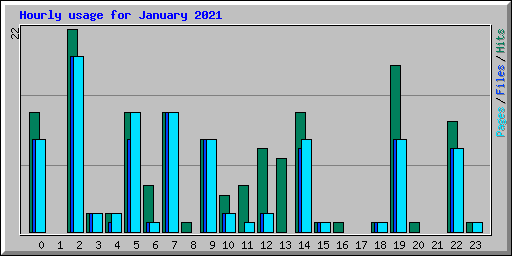 Hourly usage for January 2021
22
Pages/Files/Hits
0 1 2 3 4 5 6 7 8 9 10 11 12 13 14 15 16 17 18 19 20 21 22 23